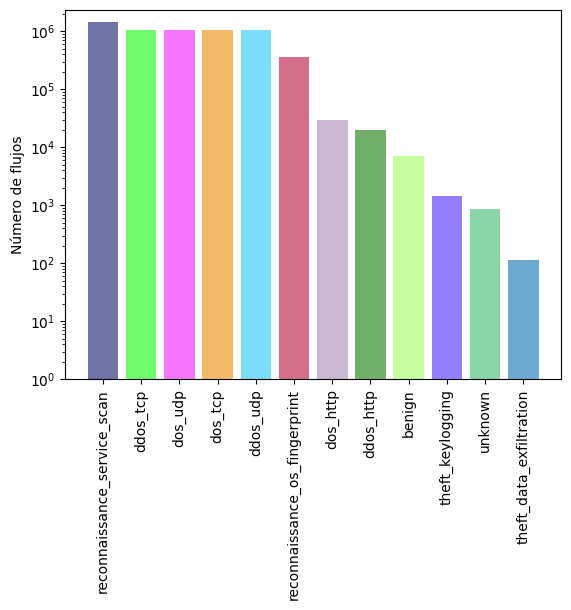 Número de flujos
10^6
10^5
10^4
10^3
10^2
10^1
10^0
reconnaissance_service_scan
ddos_tcp
dos_udp
dos_tcp
ddos_udp
reconnaissance_os_fingerprint
dos_http
ddos_http
benign
theft_keylogging
unknown
theft_data_exfiltration